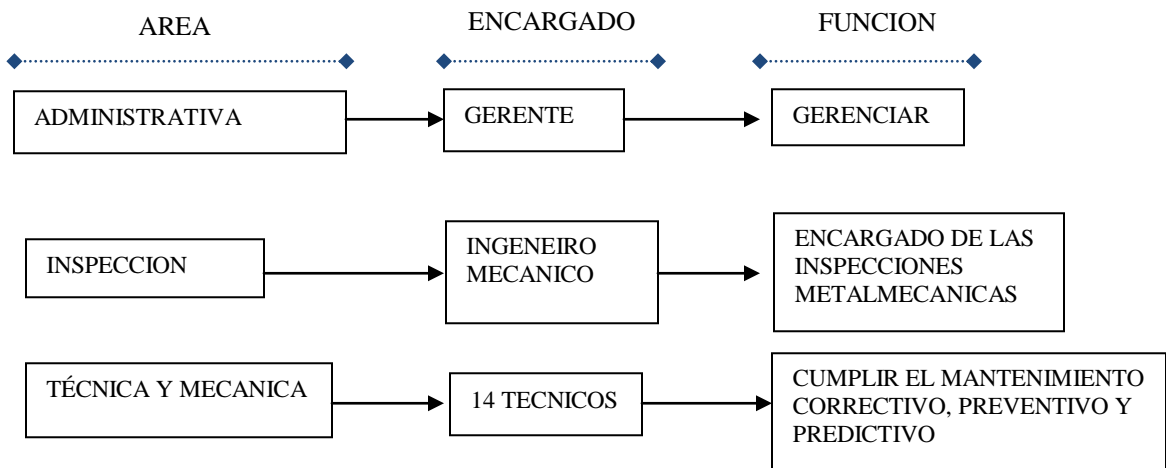 AREA
ENCARGADO
FUNCION
ADMINISTRATIVA
GERENTE
GERENCIAR
INSPECCION
INGENEIRO
MECANICO
ENCARGADO DE LAS
INSPECCIONES
METALMECANICAS
TÉCNICA Y MECANICA
14 TECNICOS
CUMPLIR EL MANTENIMIENTO
CORRECTIVO, PREVENTIVO Y
PREDICTIVO